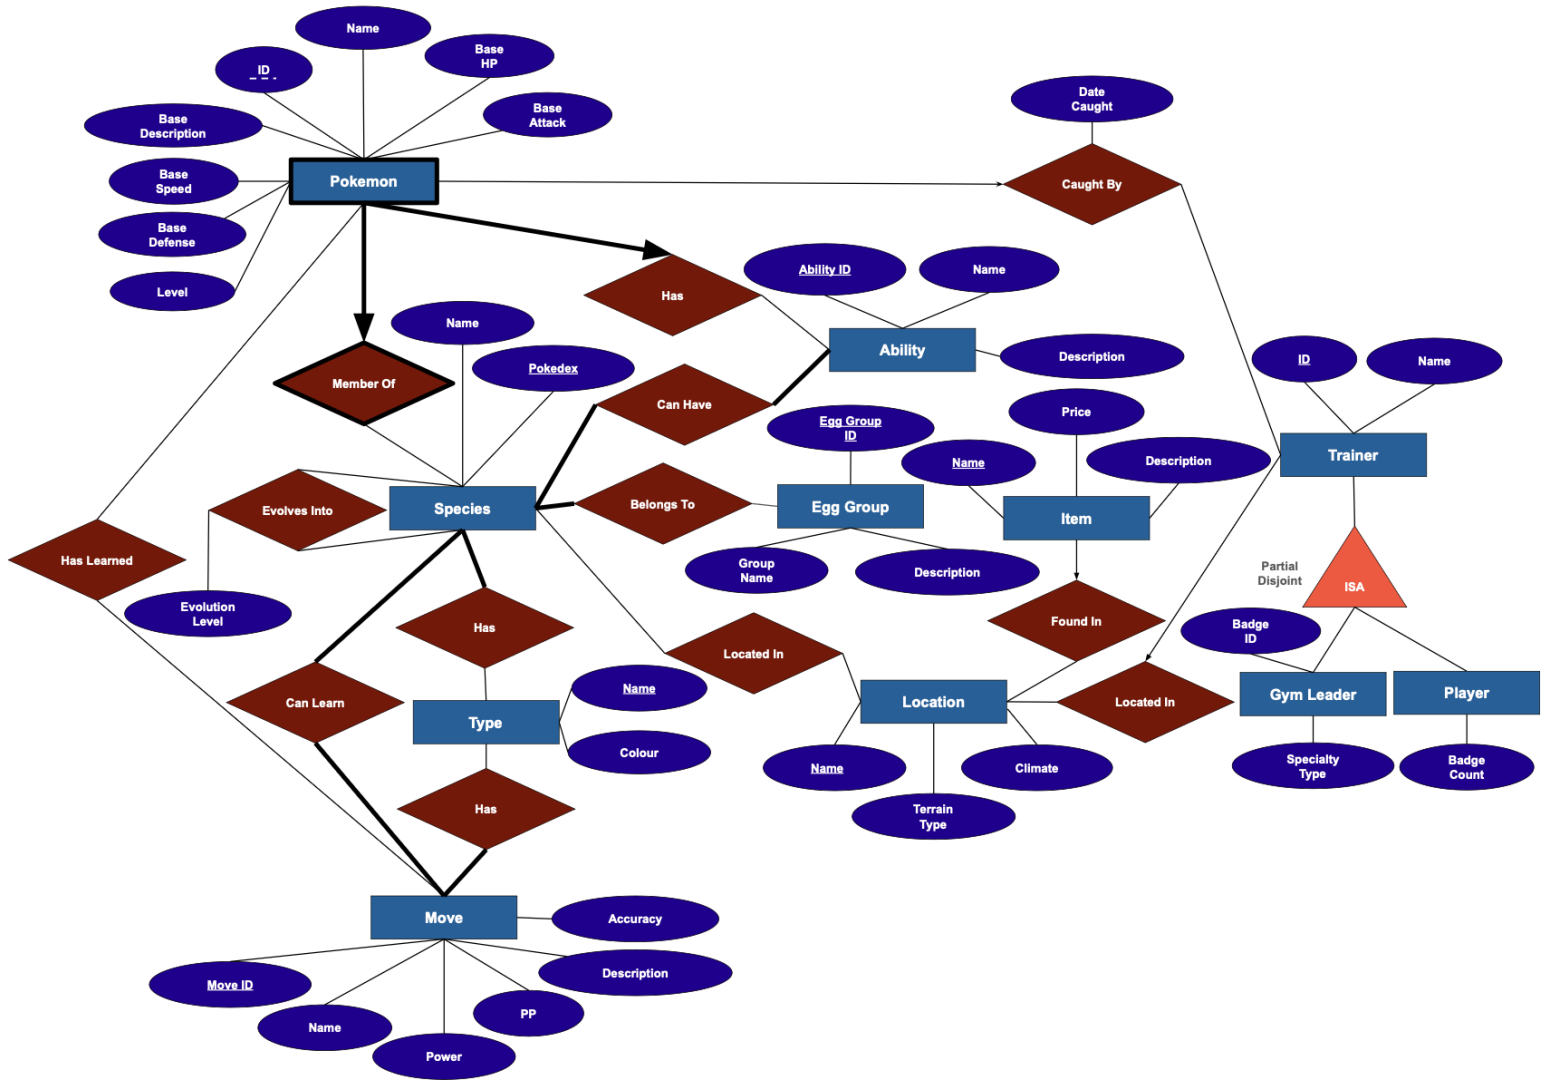 Name
ID
Base
HP
Base
Description
Base
Attack
Date
Caught
Base
Speed
Pokemon
Caught By
Base
Defense
Level
Has
Ability ID
Name
Name
Pokedex
Ability
Description
Member Of
Can Have
ID
Name
Egg Group
ID
Price
Name
Description
Trainer
Evolves Into
Species
Belongs To
Egg Group
Item
Has Learned
Group
Name
Description
Partial
Disjoint
ISA
Evolution
Level
Has
Found In
Badge
ID
Located In
Can Learn
Name
Type
Colour
Location
Located In
Gym Leader
Player
Name
Climate
Specialty
Type
Badge
Count
Has
Terrain
Type
Move
Accuracy
Description
Move ID
Name
PP
Power